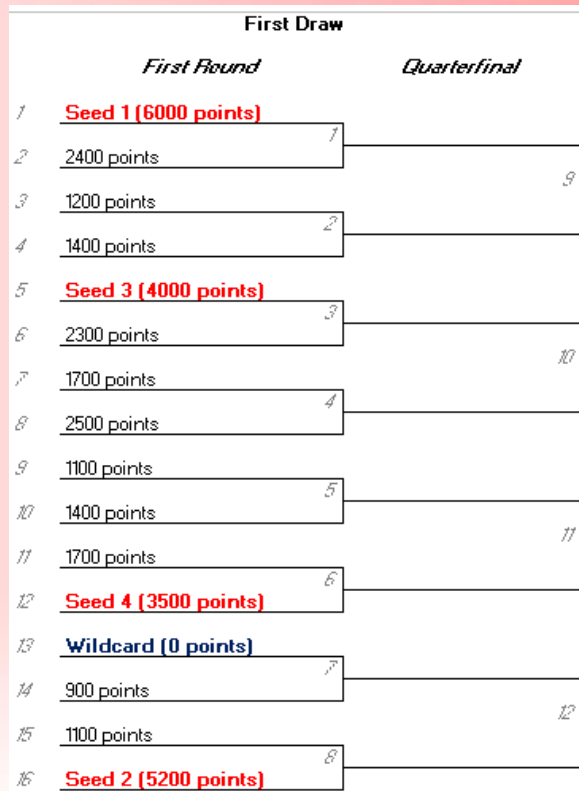 First Draw
First Round Quarterfinal
1 Seed 1 (6000 points)
1
2 2400 points
9
3 1200 points
2
4 1400 points
5 Seed 3 (4000 points)
3
6 2300 points
10
7 1700 points
4
8 2500 points
9 1100 points
5
10 1400 points
11
11 1700 points
6
12 Seed 4 (3500 points)
13 Wildcard (0 points)
7
14 900 points
12
15 1100 points
8
16 Seed 2 (5200 points)